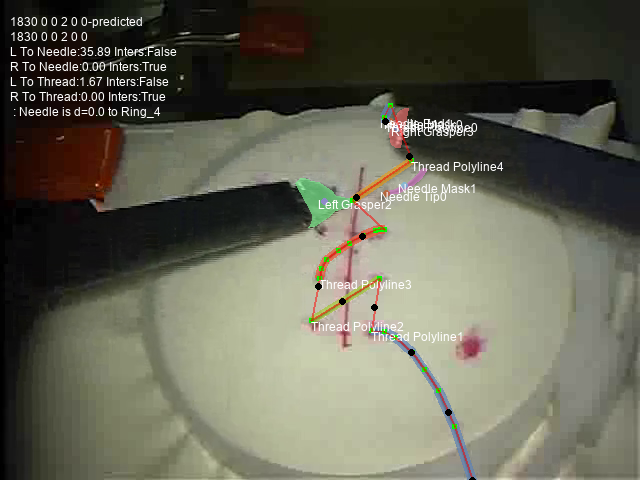 1830 0 0 2 0 0-predicted
1830 0 0 2 0 0
L To Needle:35.89 Inters:False
R To Needle:0.00 Inters:True
L To Thread:1.67 Inters:False
R To Thread:0.00 Inters:True
: Needle is d=0.0 to Ring_4
Right Grasper3
Thread Polyline4
Needle Mask1
Needle Tip0
Left Grasper2
Thread Polyline3
Thread Polyline2
Thread Polyline1